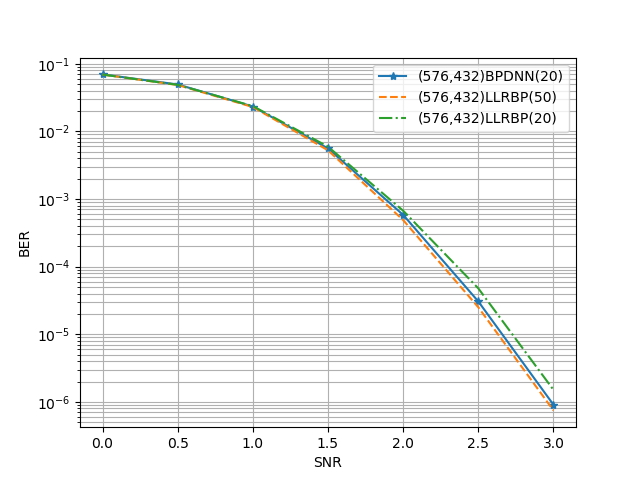 (576,432)BPDNN(20)
(576,432)LLRBP(50)
(576,432)LLRBP(20)
BER
10⁻¹
10⁻²
10⁻³
10⁻⁴
10⁻⁵
10⁻⁶
0.0 0.5 1.0 1.5 2.0 2.5 3.0
SNR